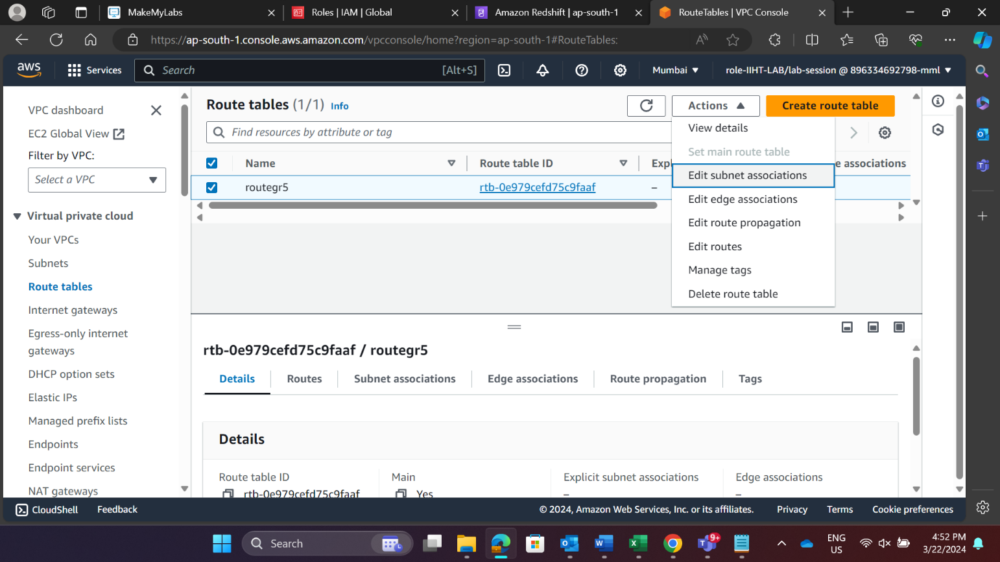 MakeMyLabs
Roles | IAM | Global
Amazon Redshift | ap-south-1
RouteTables | VPC Console
https://ap-south-1.console.aws.amazon.com/vpcconsole/home?region=ap-south-1#RouteTables:
aws
Services
Search
[Alt+S]
Mumbai
role-IIHT-LAB/lab-session @ 896334692798-mml
VPC dashboard
EC2 Global View
Filter by VPC:
Select a VPC
Virtual private cloud
Your VPCs
Subnets
Route tables
Internet gateways
Egress-only internet
gateways
DHCP option sets
Elastic IPs
Managed prefix lists
Endpoints
Endpoint services
NAT gateways
Route tables (1/1) Info
Actions
Create route table
Find resources by attribute or tag
Name
Route table ID
Expl
e associations
routegr5
rtb-0e979cefd75c9faaf
–
View details
Set main route table
Edit subnet associations
Edit edge associations
Edit route propagation
Edit routes
Manage tags
Delete route table
rtb-0e979cefd75c9faaf / routegr5
Details
Routes
Subnet associations
Edge associations
Route propagation
Tags
Details
Route table ID
rtb-0e979cefd75c9faaf
Main
Yes
Explicit subnet associations
–
Edge associations
–
CloudShell
Feedback
© 2024, Amazon Web Services, Inc. or its affiliates.
Privacy
Terms
Cookie preferences
Search
9+
ENG
US
4:52 PM
3/22/2024